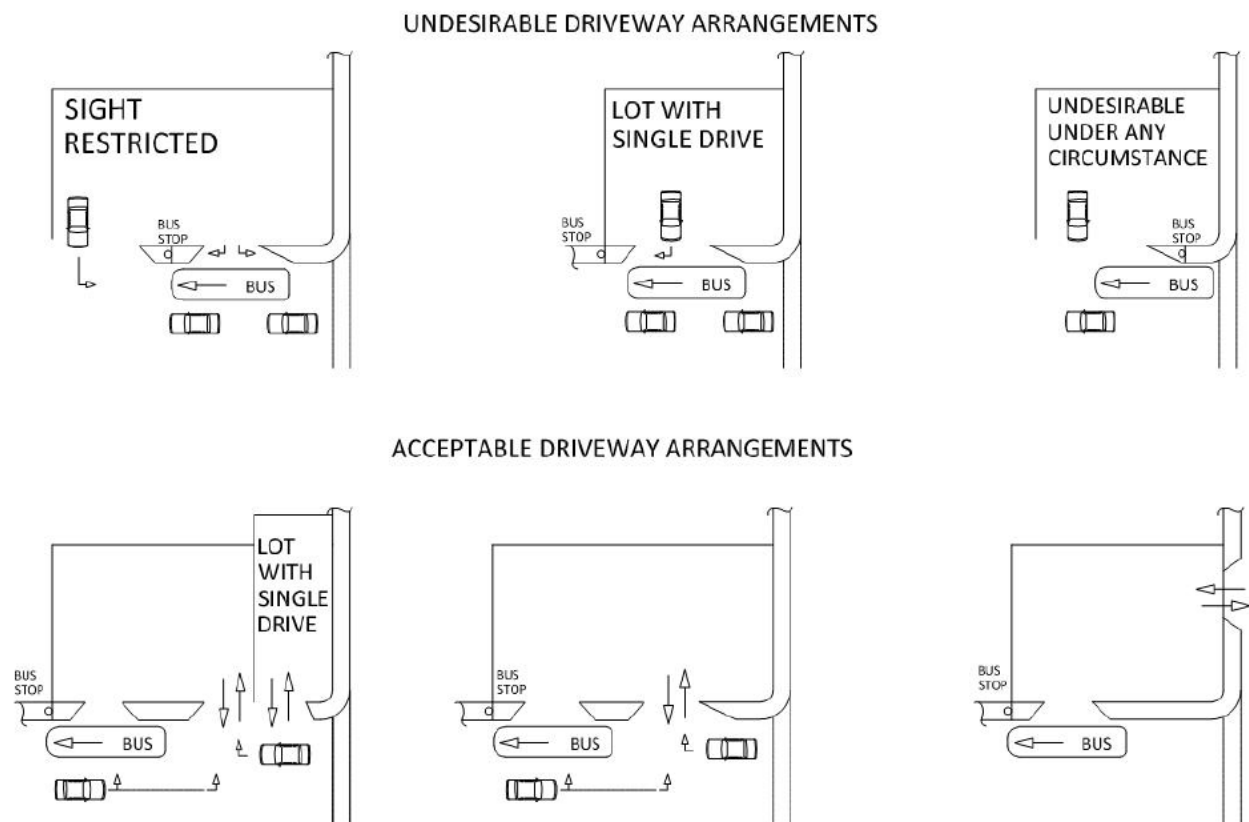 UNDESIRABLE DRIVEWAY ARRANGEMENTS
SIGHT
RESTRICTED
BUS
STOP
BUS
LOT WITH
SINGLE DRIVE
BUS
STOP
BUS
UNDESIRABLE
UNDER ANY
CIRCUMSTANCE
BUS
STOP
BUS
ACCEPTABLE DRIVEWAY ARRANGEMENTS
LOT
WITH
SINGLE
DRIVE
BUS
STOP
BUS
BUS
STOP
BUS
BUS
STOP
BUS